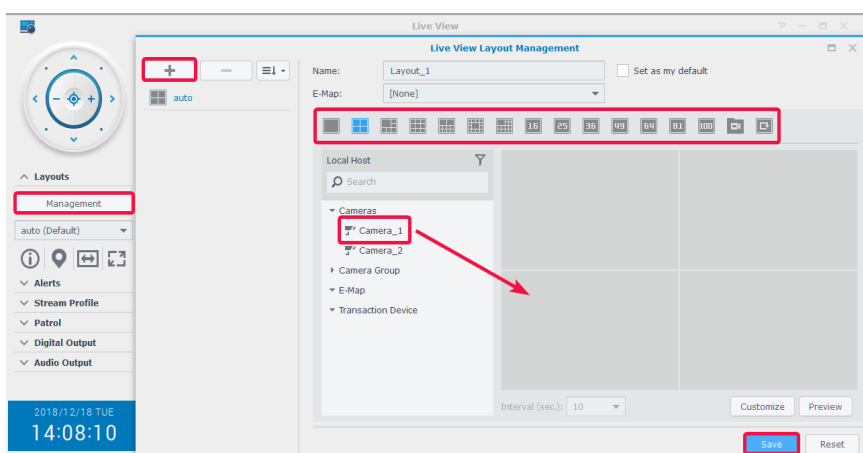 Live View
Live View Layout Management
auto
Name: Layout_1
Set as my default
E-Map: [None]
16 25 36 49 64 81 100
Layouts
Management
auto (Default)
Alerts
Stream Profile
Patrol
Digital Output
Audio Output
2018/12/18 TUE
14:08:10
Local Host
Search
Cameras
Camera_1
Camera_2
Camera Group
E-Map
Transaction Device
Interval (sec.): 10
Customize
Preview
Save
Reset